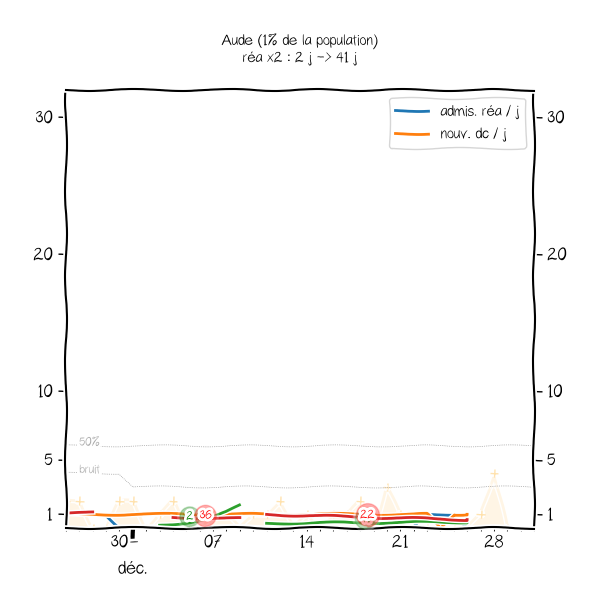 Aude (1% de la population)
réa x2 : 2 j -> 41 j
admis. réa / j
nouv. dc / j
30 30
20 20
10 10
5 5
50%
bruit
1 1
2 36 22
30 07 14 21 28
déc.